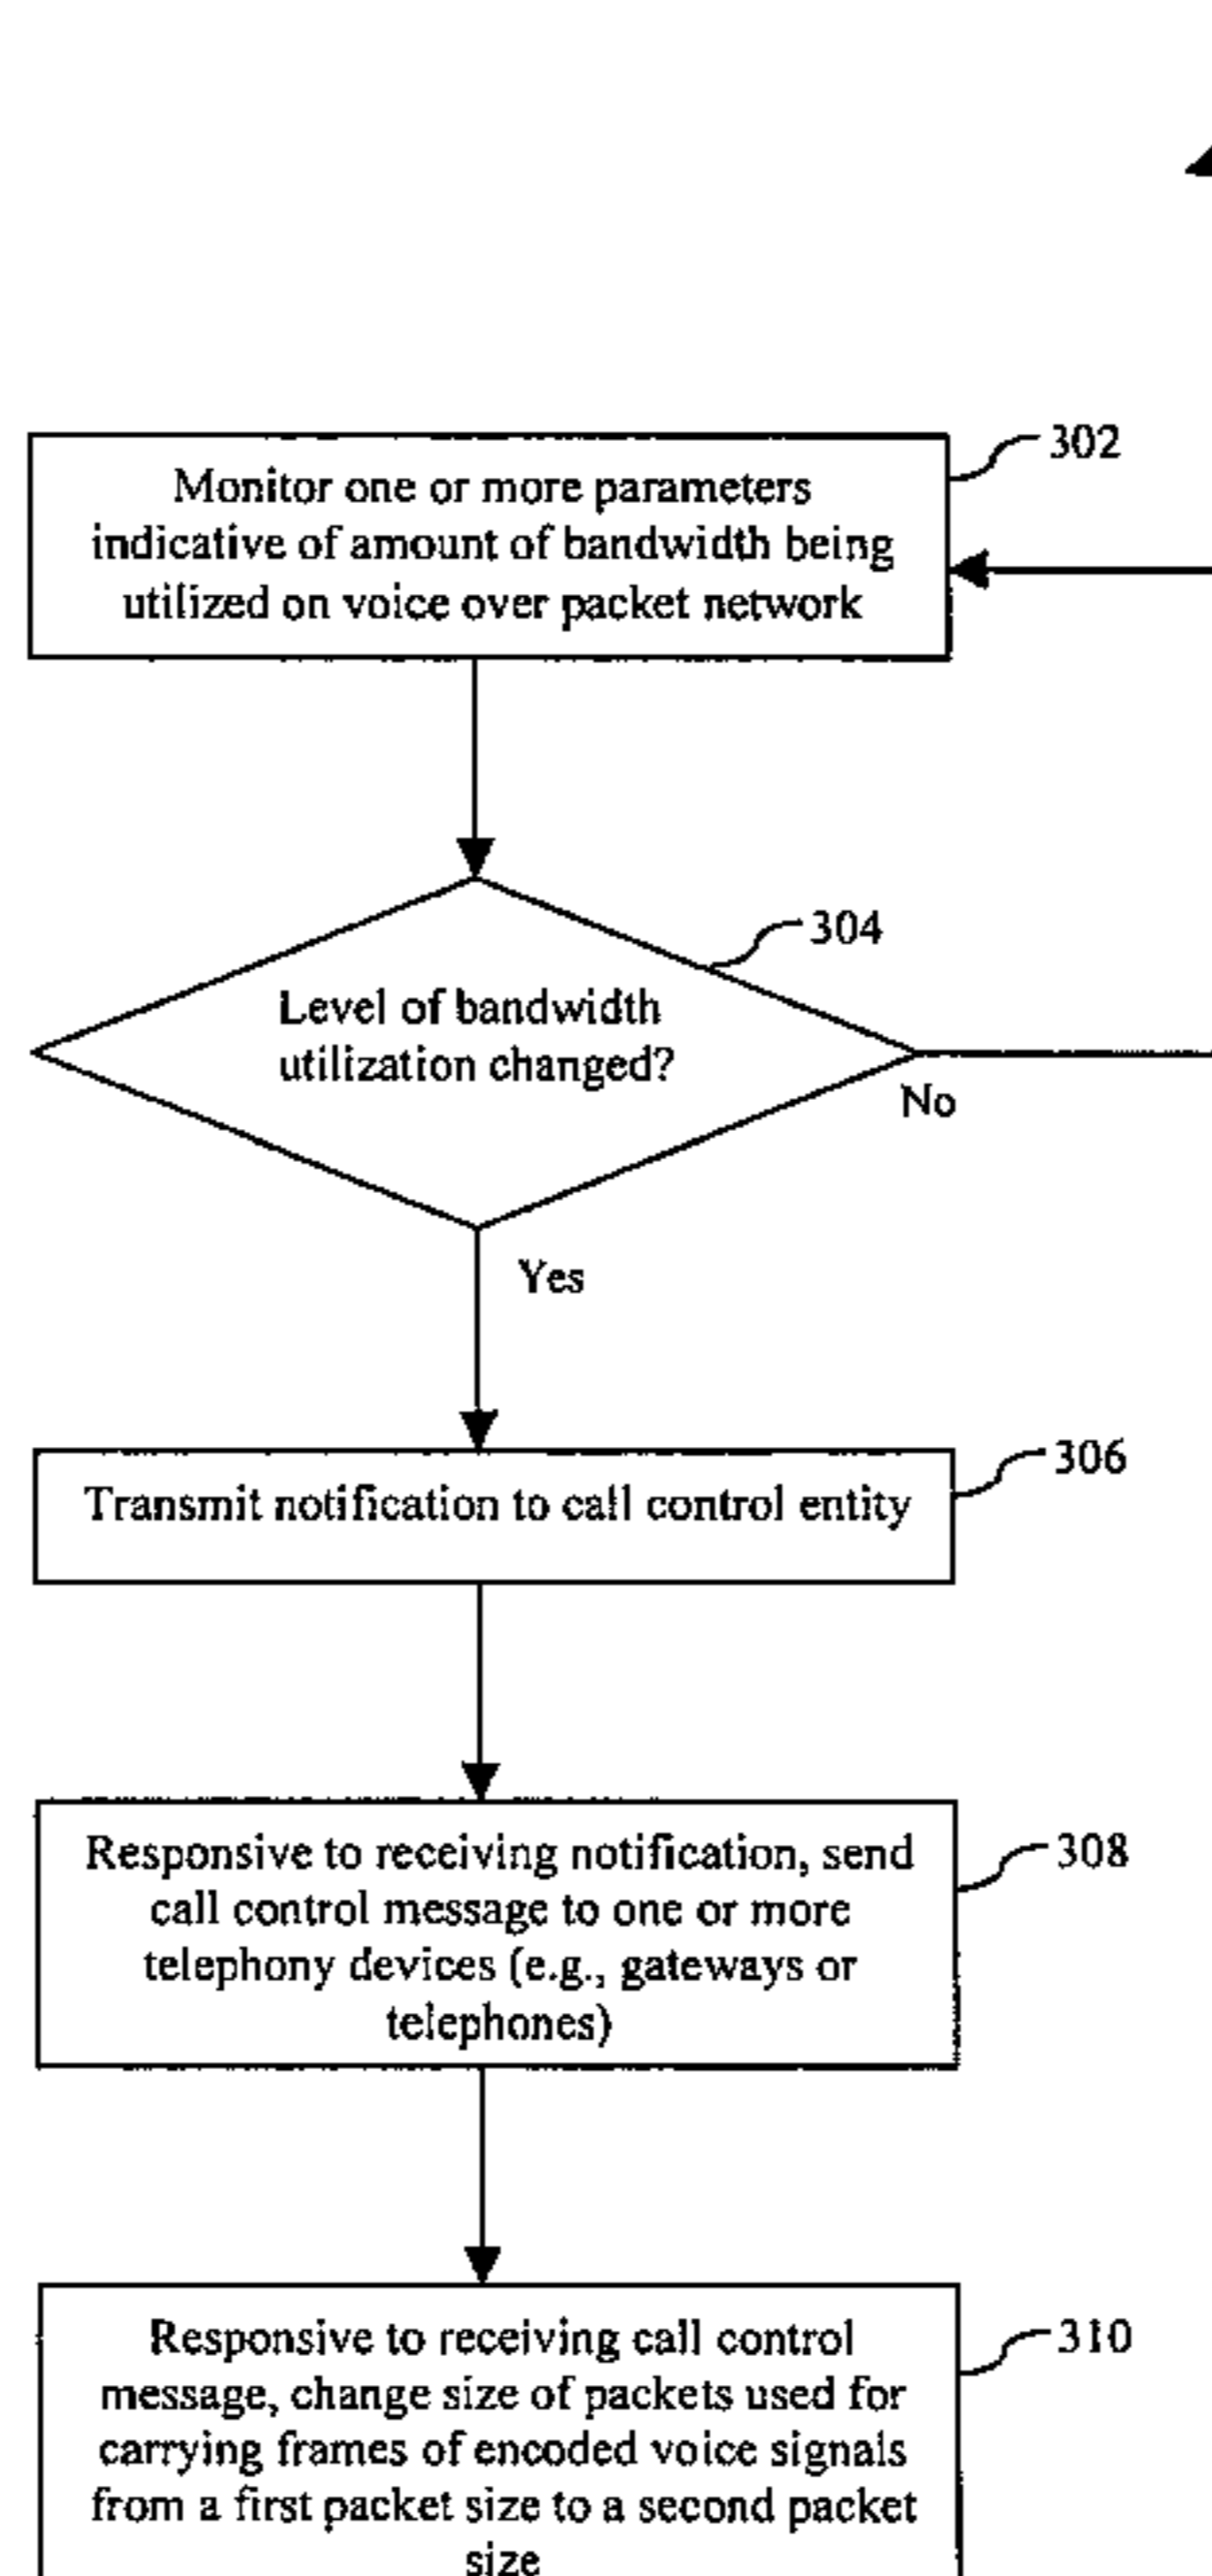 302
Monitor one or more parameters
indicative of amount of bandwidth being
utilized on voice over packet network
304
Level of bandwidth
utilization changed?
No
Yes
306
Transmit notification to call control entity
308
Responsive to receiving notification, send
call control message to one or more
telephony devices (e.g., gateways or
telephones)
310
Responsive to receiving call control
message, change size of packets used for
carrying frames of encoded voice signals
from a first packet size to a second packet
size